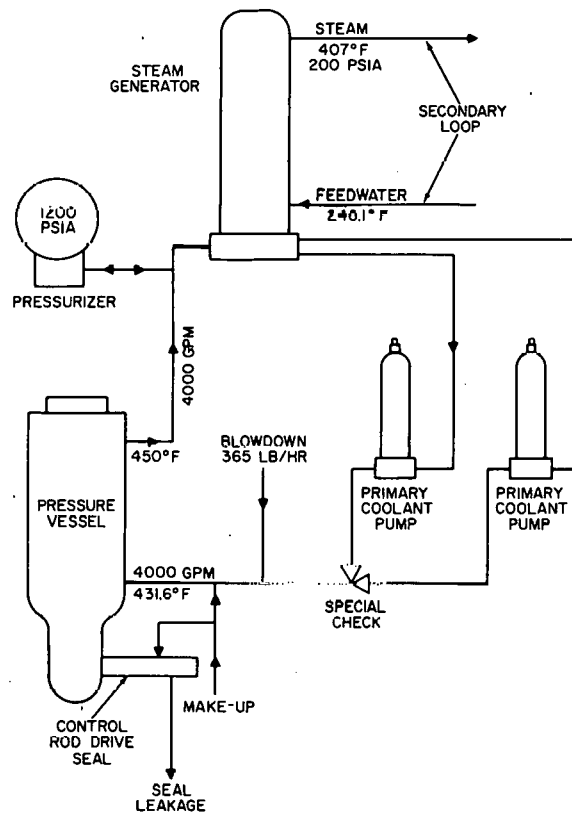 STEAM
407°F
200 PSIA
STEAM
GENERATOR
SECONDARY
LOOP
FEEDWATER
240.1°F
1200
PSIA
PRESSURIZER
4000 GPM
450°F
BLOWDOWN
365 LB/HR
PRIMARY
COOLANT
PUMP
PRIMARY
COOLANT
PUMP
PRESSURE
VESSEL
4000 GPM
431.6°F
SPECIAL
CHECK
MAKE-UP
CONTROL
ROD DRIVE
SEAL
SEAL
LEAKAGE